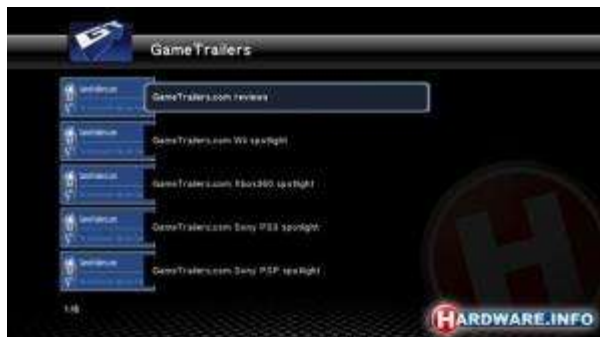 GameTrailers
GameTrailers.com reviews
GameTrailers.com Wii spotlight
GameTrailers.com Xbox360 spotlight
GameTrailers.com Sony PS3 spotlight
GameTrailers.com Sony PSP spotlight
HARDWARE.INFO